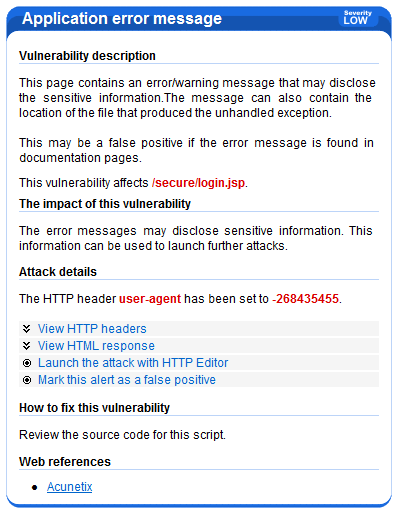 Application error message
Severity
LOW
Vulnerability description
This page contains an error/warning message that may disclose
the sensitive information.The message can also contain the
location of the file that produced the unhandled exception.
This may be a false positive if the error message is found in
documentation pages.
This vulnerability affects /secure/login.jsp.
The impact of this vulnerability
The error messages may disclose sensitive information. This
information can be used to launch further attacks.
Attack details
The HTTP header user-agent has been set to -268435455.
View HTTP headers
View HTML response
Launch the attack with HTTP Editor
Mark this alert as a false positive
How to fix this vulnerability
Review the source code for this script.
Web references
Acunetix